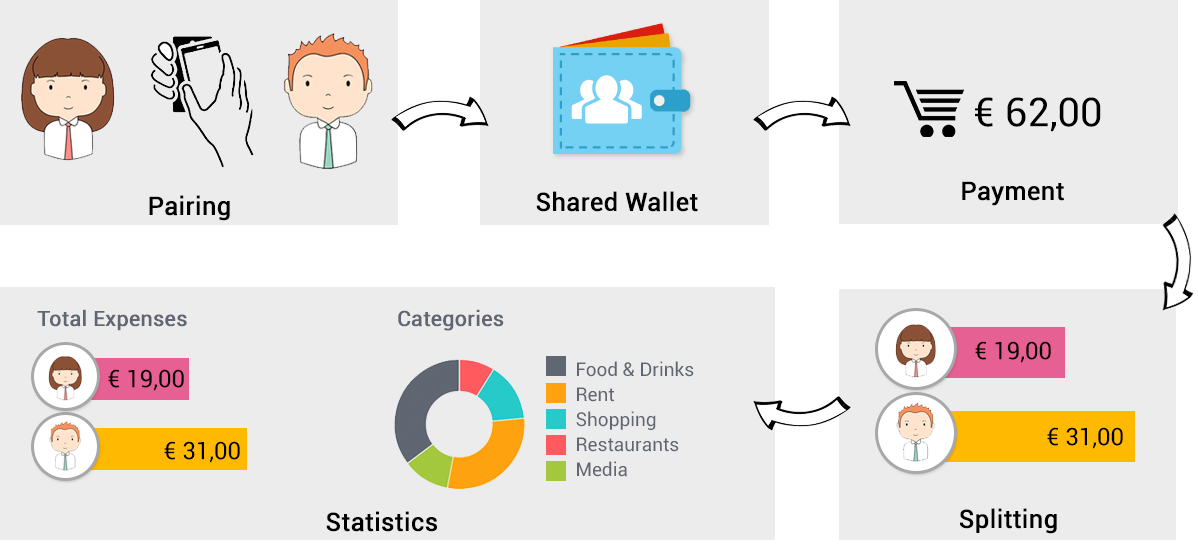 Pairing
Shared Wallet
€ 62,00
Payment
Total Expenses
€ 19,00
€ 31,00
Categories
Food & Drinks
Rent
Shopping
Restaurants
Media
Statistics
€ 19,00
€ 31,00
Splitting